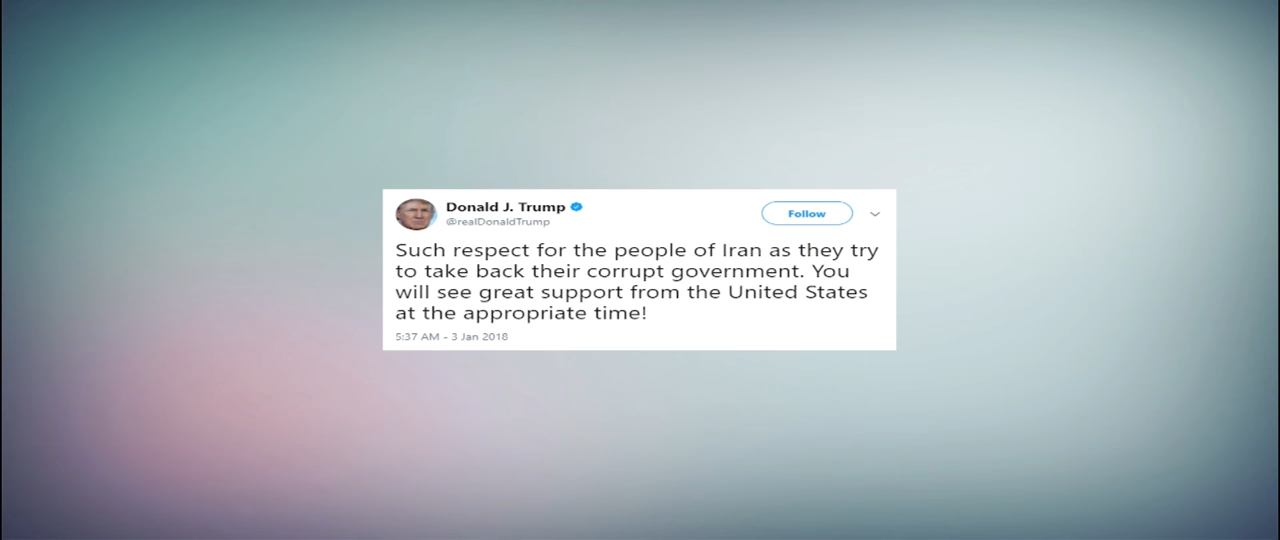 Donald J. Trump
@realDonaldTrump
Follow
Such respect for the people of Iran as they try
to take back their corrupt government. You
will see great support from the United States
at the appropriate time!
5:37 AM - 3 Jan 2018